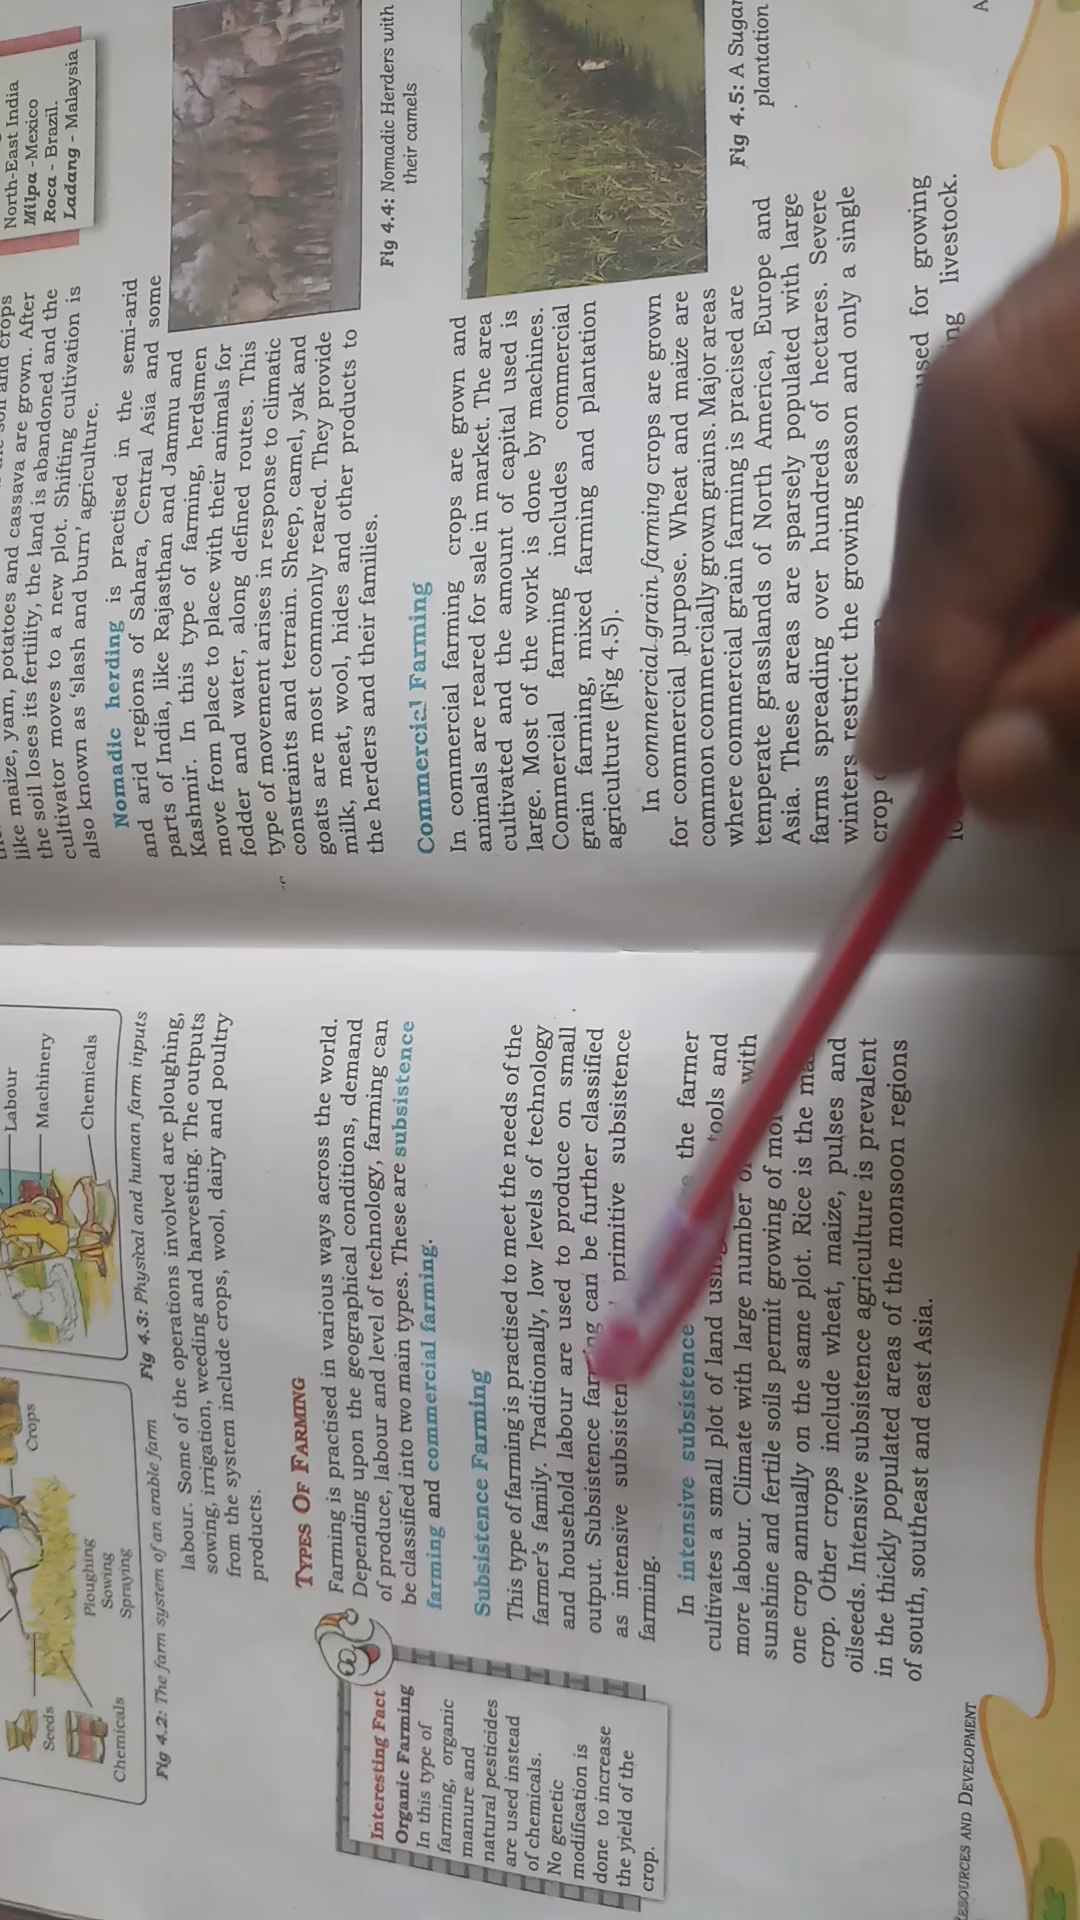 Seeds
Chemicals
Ploughing
Sowing
Spraying
Crops
Fig 4.2: The farm system of an arable farm
Labour
Machinery
Chemicals
Fig 4.3: Physical and human farm inputs
labour. Some of the operations involved are ploughing,
sowing, irrigation, weeding and harvesting. The outputs
from the system include crops, wool, dairy and poultry
products.
TYPES OF FARMING
Farming is practised in various ways across the world.
Depending upon the geographical conditions, demand
of produce, labour and level of technology, farming can
be classified into two main types. These are subsistence
farming and commercial farming.
Subsistence Farming
This type of farming is practised to meet the needs of the
farmer's family. Traditionally, low levels of technology
and household labour are used to produce on small
output. Subsistence can be further classified
as intensive primitive subsistence
farming.
In intensive subsistence the farmer
cultivates a small plot of land tools and
more labour. Climate with large number with
sunshine and fertile soils permit growing of
one crop annually on the same plot. Rice is the
crop. Other crops include wheat, maize, pulses and
oilseeds. Intensive subsistence agriculture is prevalent
in the thickly populated areas of the monsoon regions
of south, southeast and east Asia.
Interesting Fact
Organic Farming
In this type of
farming, organic
manure and
natural pesticides
are used instead
of chemicals.
No genetic
modification is
done to increase
the yield of the
crop.
RESOURCES AND DEVELOPMENT
and crops
like maize, yam, potatoes and cassava are grown. After
the soil loses its fertility, the land is abandoned and the
cultivator moves to a new plot. Shifting cultivation is
also known as 'slash and burn' agriculture.
North-East India
Milpa -Mexico
Roca - Brazil.
Ladang - Malaysia
Nomadic herding is practised in the semi-arid
and arid regions of Sahara, Central Asia and some
parts of India, like Rajasthan and Jammu and
Kashmir. In this type of farming, herdsmen
move from place to place with their animals for
fodder and water, along defined routes. This
type of movement arises in response to climatic
constraints and terrain. Sheep, camel, yak and
goats are most commonly reared. They provide
milk, meat, wool, hides and other products to
the herders and their families.
Fig 4.4: Nomadic Herders with
their camels
Commercial Farming
In commercial farming crops are grown and
animals are reared for sale in market. The area
cultivated and the amount of capital used is
large. Most of the work is done by machines.
Commercial farming includes commercial
grain farming, mixed farming and plantation
agriculture (Fig 4.5).
Fig 4.5: A Sugar
plantation
In commercial grain farming crops are grown
for commercial purpose. Wheat and maize are
common commercially grown grains. Major areas
where commercial grain farming is pracised are
temperate grasslands of North America, Europe and
Asia. These areas are sparsely populated with large
farms spreading over hundreds of hectares. Severe
winters restrict the growing season and only a single
crop
used for growing
livestock.